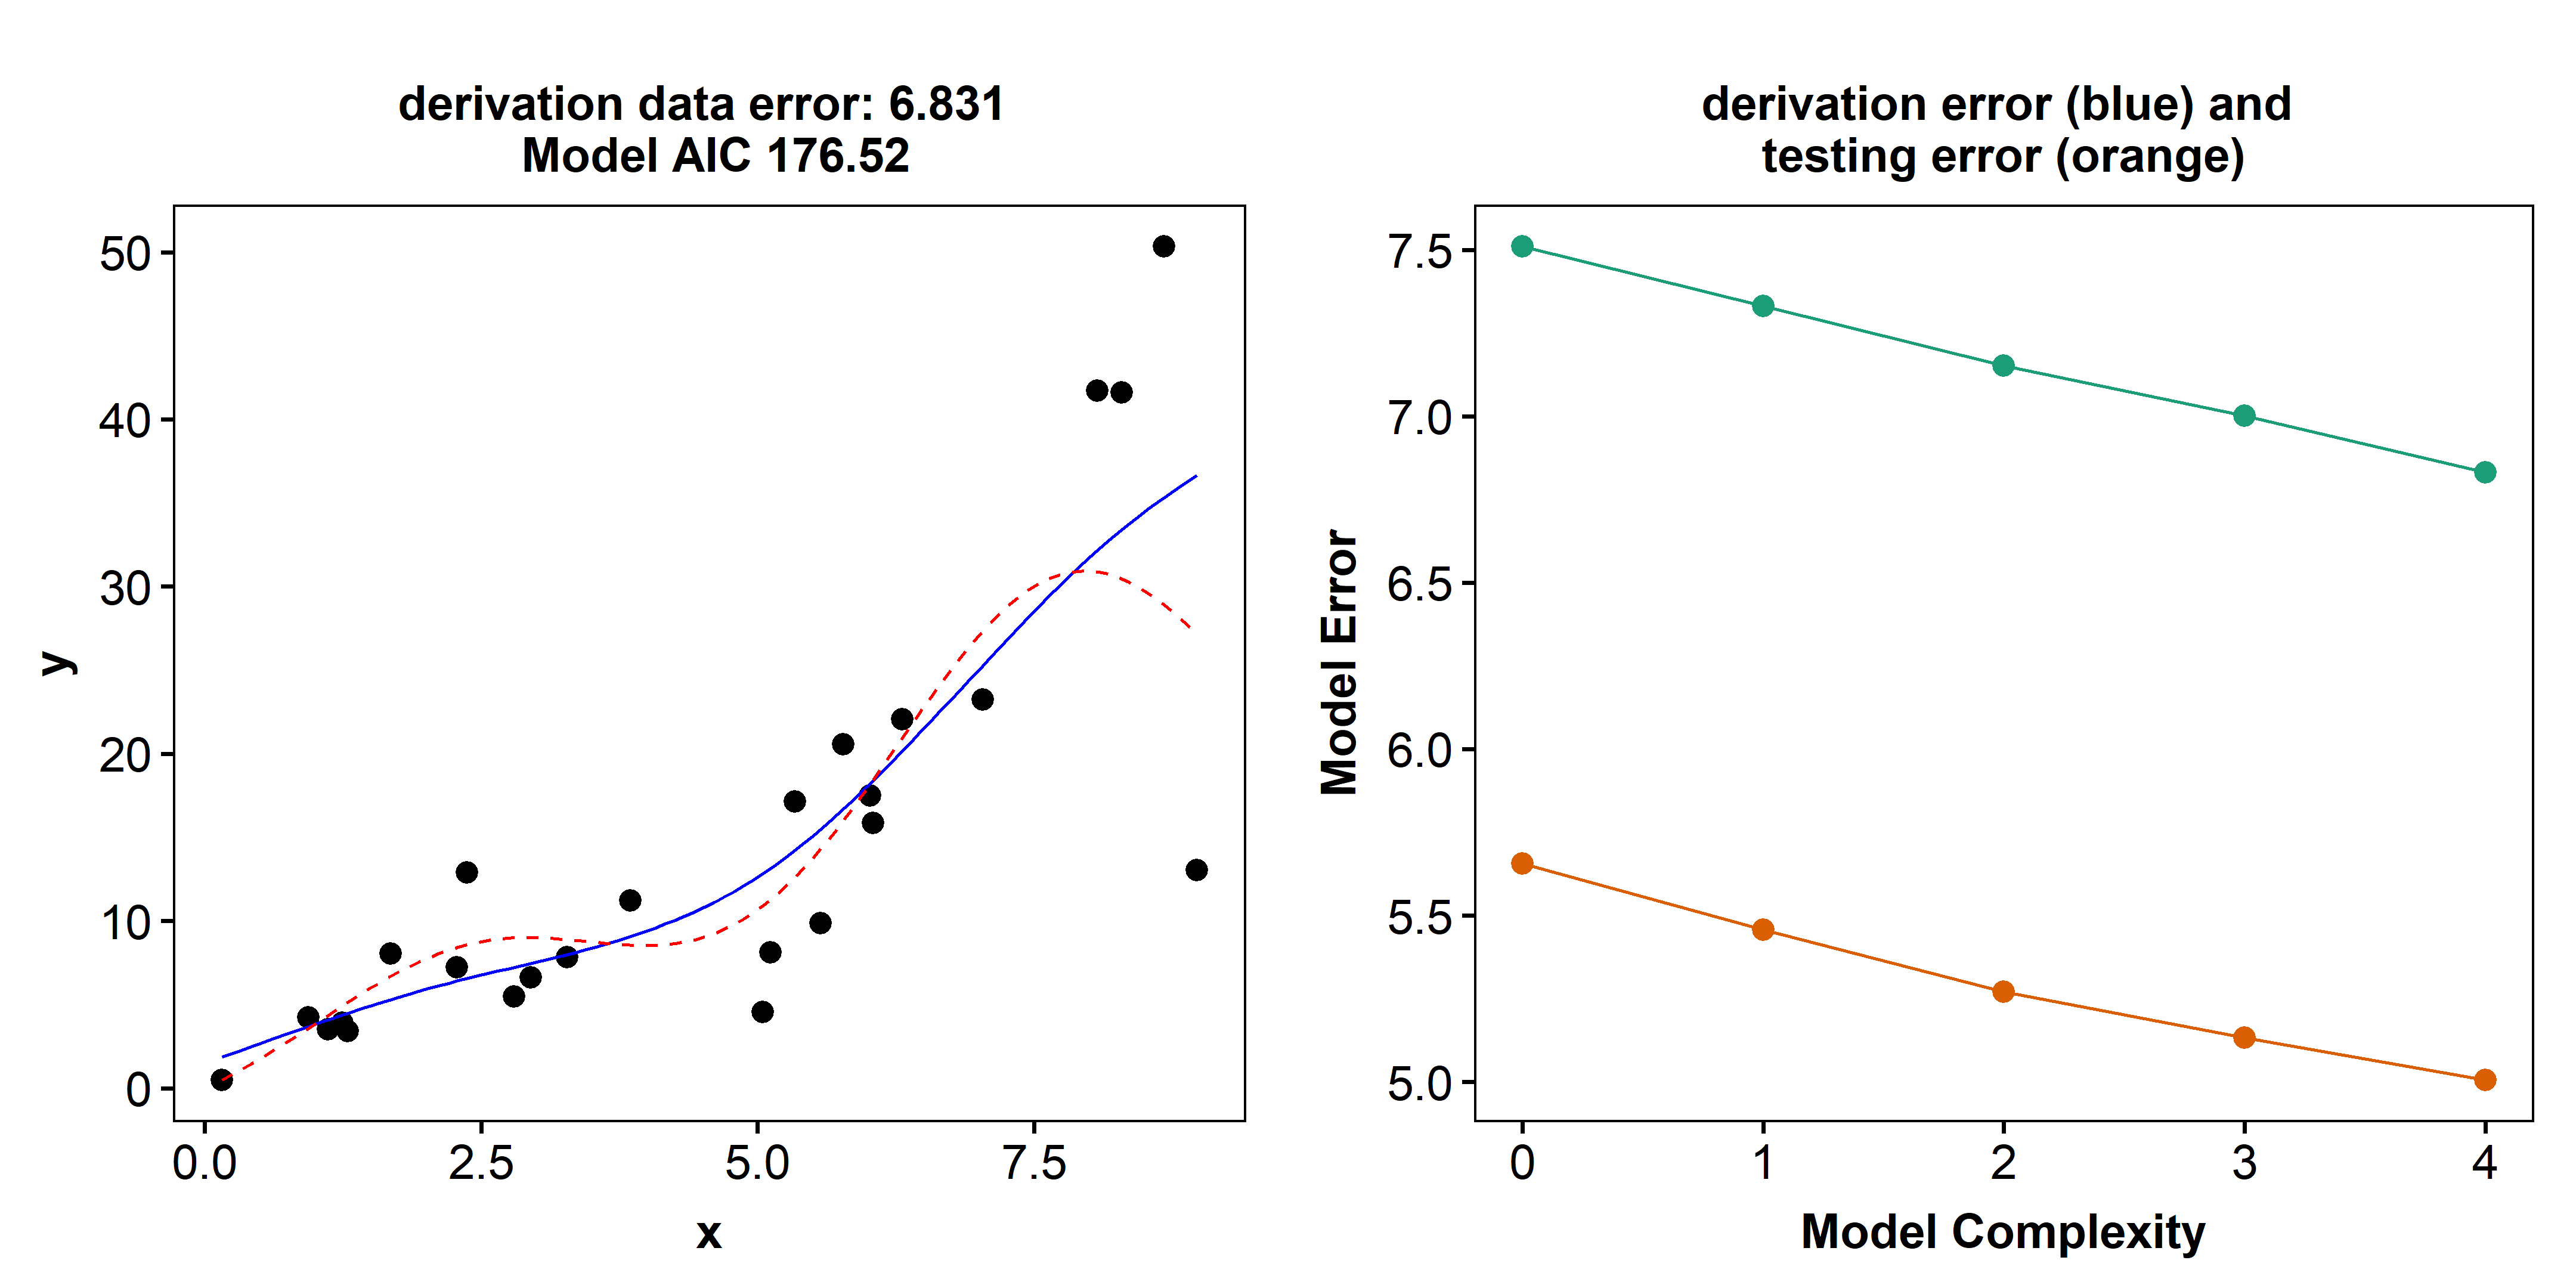 derivation data error: 6.831
Model AIC 176.52
50
40
30
20
10
0
y
0.0 2.5 5.0 7.5
x
derivation error (blue) and
testing error (orange)
7.5
7.0
6.5
6.0
5.5
5.0
Model Error
0 1 2 3 4
Model Complexity